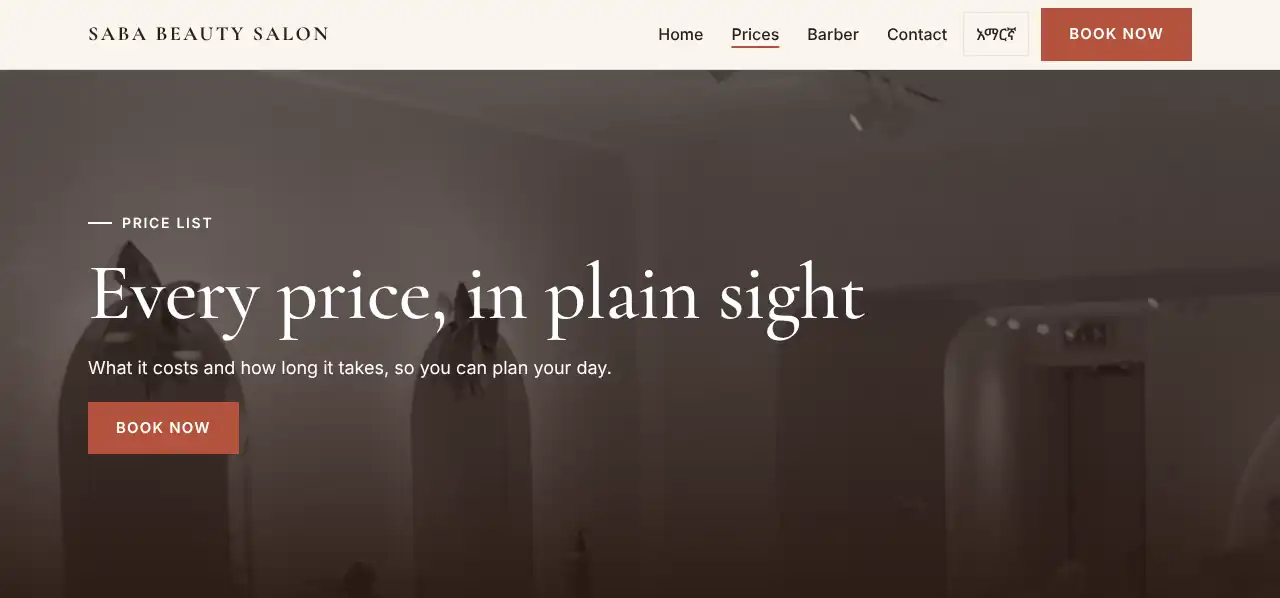 SABA BEAUTY SALON
Home Prices Barber Contact አማርኛ BOOK NOW
PRICE LIST
Every price, in plain sight
What it costs and how long it takes, so you can plan your day.
BOOK NOW